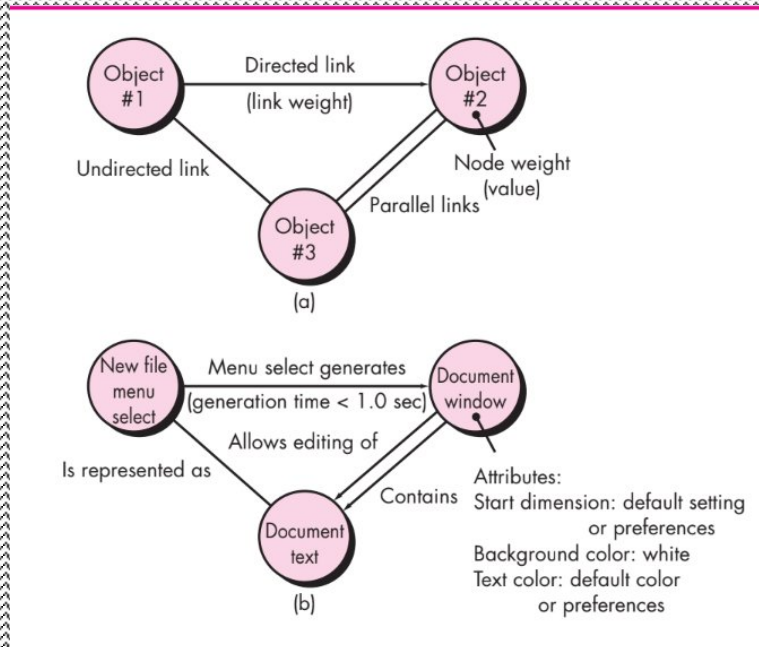 Object
#1
Directed link
(link weight)
Object
#2
Undirected link
Node weight
(value)
Parallel links
Object
#3
(a)
New file
menu
select
Menu select generates
(generation time < 1.0 sec)
Document
window
Allows editing of
Is represented as
Contains
Attributes:
Start dimension: default setting
or preferences
Background color: white
Text color: default color
or preferences
Document
text
(b)